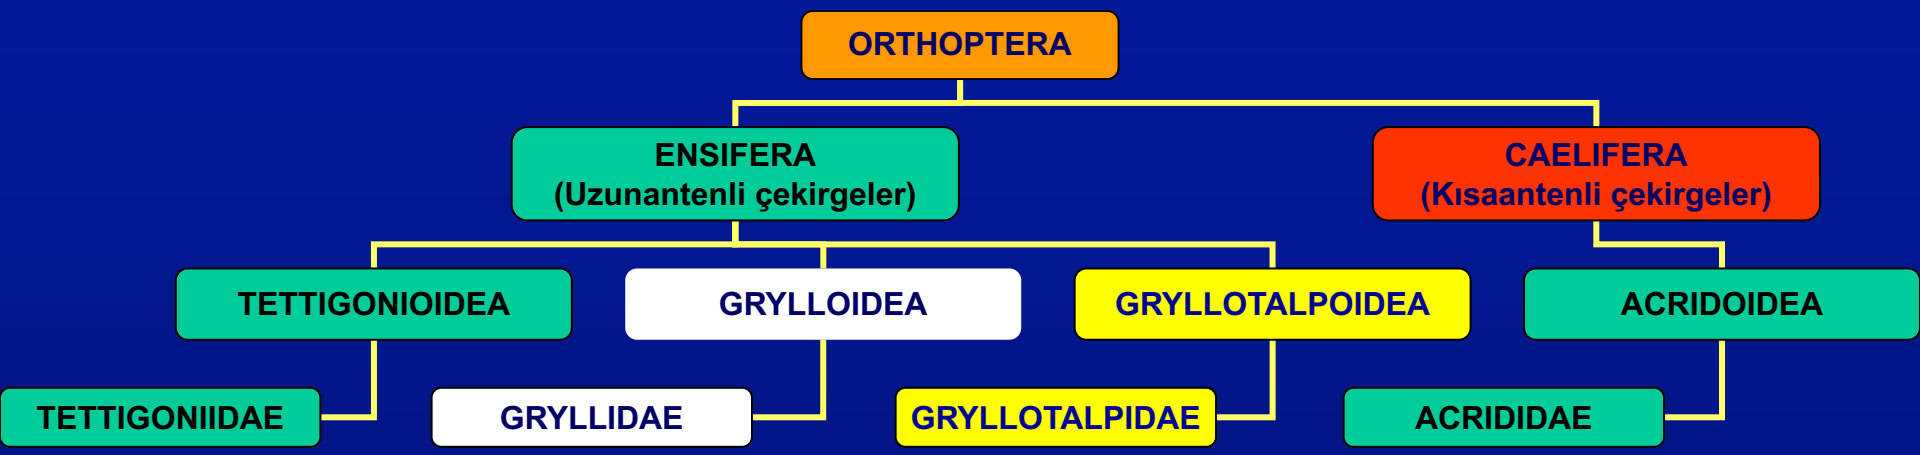 ORTHOPTERA
ENSIFERA
(Uzunantenli çekirgeler)
CAELIFERA
(Kısaantenli çekirgeler)
TETTIGONIOIDEA
GRYLLOIDEA
GRYLLOTALPOIDEA
ACRIDOIDEA
TETTIGONIIDAE
GRYLLIDAE
GRYLLOTALPIDAE
ACRIDIDAE